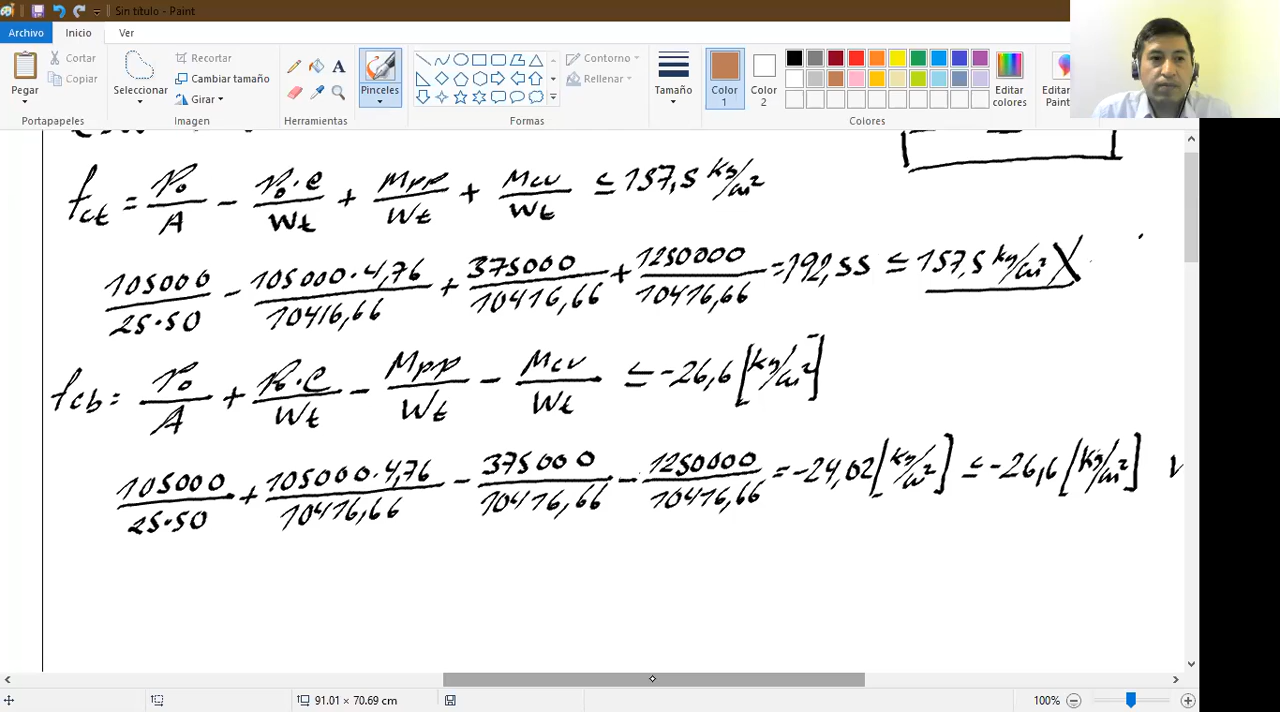 Sin título - Paint
Archivo Inicio Ver
Pegar
Cortar
Copiar
Portapapeles
Seleccionar
Recortar
Cambiar tamaño
Girar
Imagen
A
Herramientas
Pinceles
Contorno
Rellenar
Formas
Tamaño
Color 1
Color 2
Editar colores
Colores
fct = Po/A - Po·e/Wt + Mpp/Wt + Mcv/Wt ≤ 157,5 kg/cm²
105000/25·50 - 105000·4,76/10416,66 + 375000/10416,66 + 1250000/10416,66 = 192,55 ≤ 157,5 kg/cm² X
fcb = Po/A + Po·e/Wt - Mpp/Wt - Mcv/Wt ≤ -26,6 [kg/cm²]
105000/25·50 + 105000·4,76/10416,66 - 375000/10416,66 - 1250000/10416,66 = -24,02 [kg/cm²] ≤ -26,6 [kg/cm²]
91.01 × 70.69 cm
100%